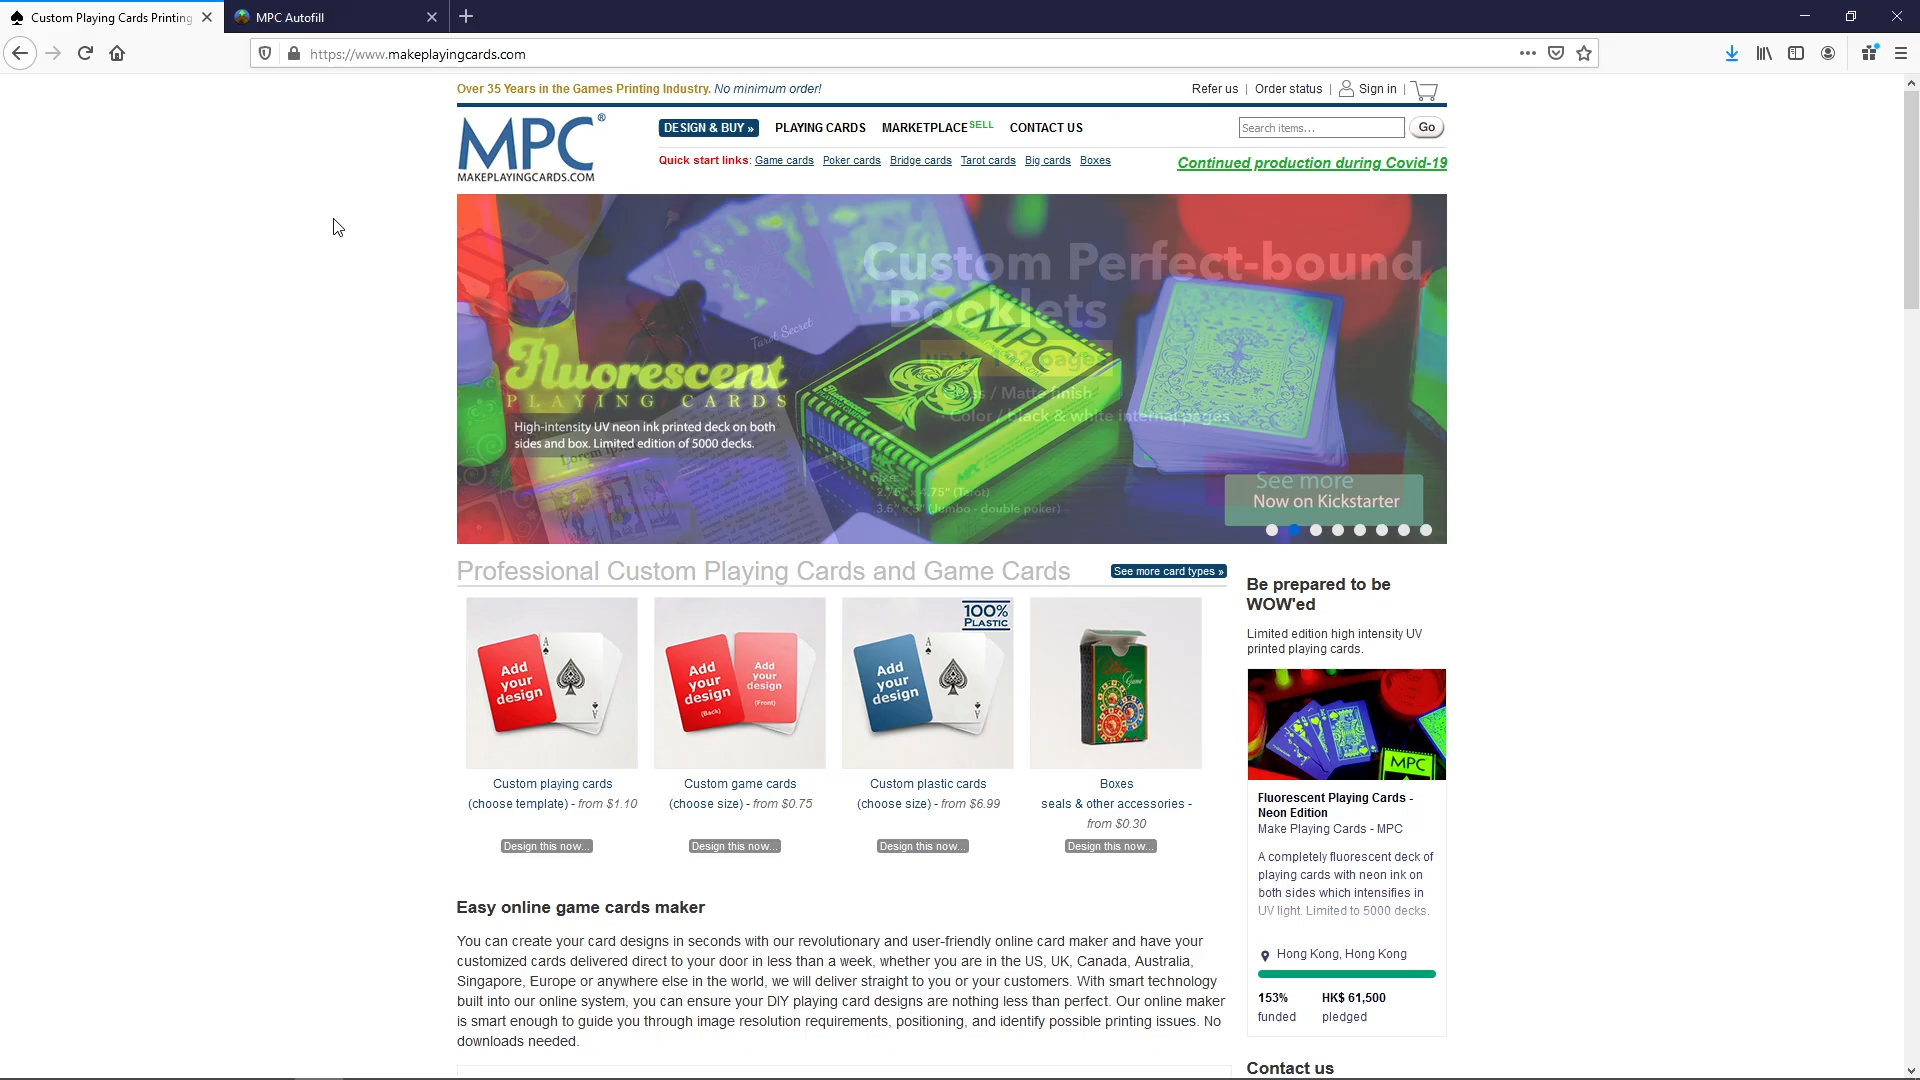 Custom Playing Cards Printing
MPC Autofill
https://www.makeplayingcards.com
Over 35 Years in the Games Printing Industry. No minimum order!
Refer us | Order status | Sign in |
MPC®
MAKEPLAYINGCARDS.COM
DESIGN & BUY » PLAYING CARDS MARKETPLACE SELL CONTACT US
Search items...
Go
Quick start links: Game cards Poker cards Bridge cards Tarot cards Big cards Boxes
Continued production during Covid-19
Custom Perfect-bound
Booklets
up to 192 pages
Gloss / Matte finish
· Color / black & white internal pages
Tarot Secret
MPC
Fluorescent
PLAYING CARDS
High-intensity UV neon ink printed deck on both
sides and box. Limited edition of 5000 decks.
Size:
2.75" x 4.75" (Tarot)
3.5" x 5" (Jumbo - double poker)
See more
Now on Kickstarter
Professional Custom Playing Cards and Game Cards
See more card types »
Add your design
A
Add your design
(Back)
Add your design
(Front)
100% PLASTIC
Add your design
A
Game
Custom playing cards
(choose template) - from $1.10
Design this now...
Custom game cards
(choose size) - from $0.75
Design this now...
Custom plastic cards
(choose size) - from $6.99
Design this now...
Boxes
seals & other accessories -
from $0.30
Design this now...
Be prepared to be
WOW'ed
Limited edition high intensity UV
printed playing cards.
MPC
Fluorescent Playing Cards -
Neon Edition
Make Playing Cards - MPC
A completely fluorescent deck of
playing cards with neon ink on
both sides which intensifies in
UV light. Limited to 5000 decks.
Hong Kong, Hong Kong
153% HK$ 61,500
funded pledged
Contact us
Easy online game cards maker
You can create your card designs in seconds with our revolutionary and user-friendly online card maker and have your
customized cards delivered direct to your door in less than a week, whether you are in the US, UK, Canada, Australia,
Singapore, Europe or anywhere else in the world, we will deliver straight to you or your customers. With smart technology
built into our online system, you can ensure your DIY playing card designs are nothing less than perfect. Our online maker
is smart enough to guide you through image resolution requirements, positioning, and identify possible printing issues. No
downloads needed.